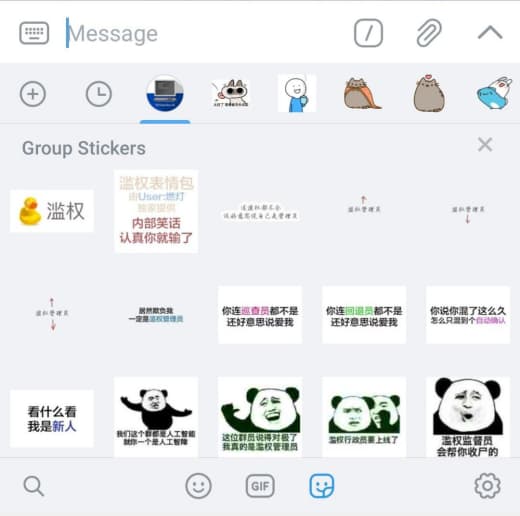 Message
Group Stickers
滥权
滥权表情包
由User:燃灯
独家提供
内部笑话
认真你就输了
连滥权都不会
还好意思说自己是管理员
滥权管理员
滥权管理员
滥权管理员
居然欺负我
一定是滥权管理员
你连巡查员都不是
还好意思说爱我
你连回退员都不是
还好意思说爱我
你说你混了这么久
怎么只混到个自动确认
看什么看
我是新人
我们这个群都是人工智能
就你一个是人工智障
这位群员说得对极了
我真的是滥权管理员
滥权行政员要上线了
滥权监督员
会帮你收尸的
GIF